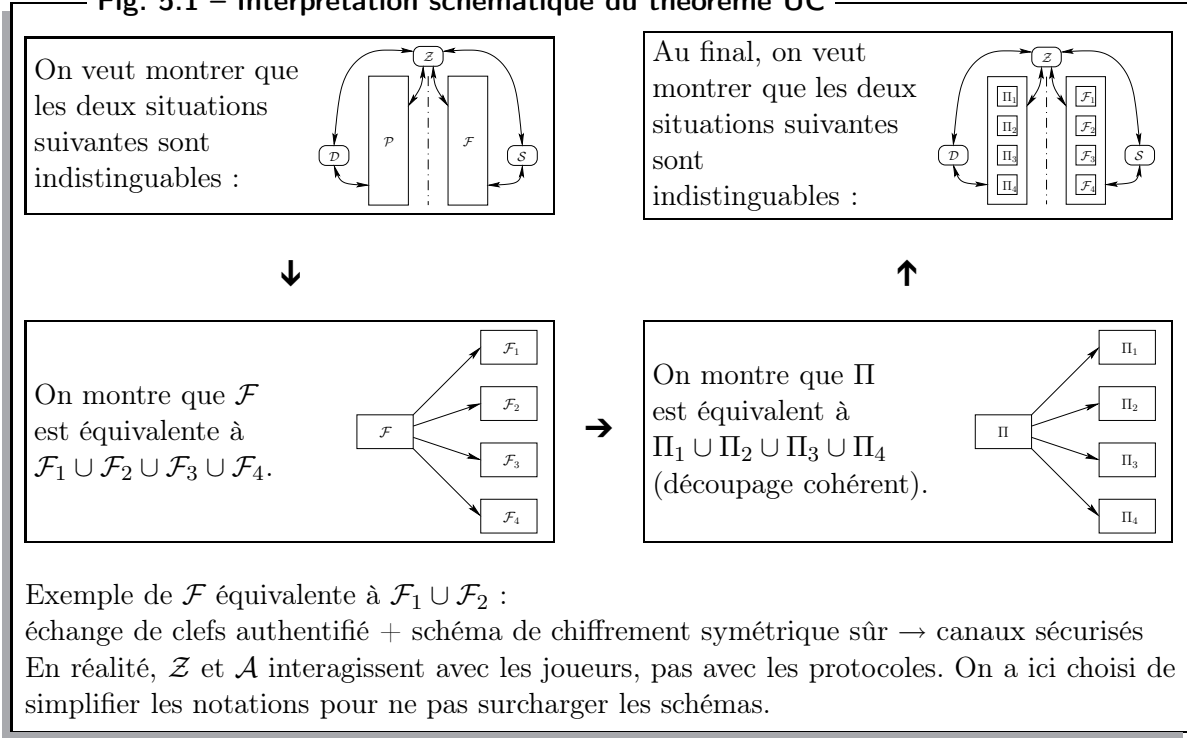 Fig. 5.1 – Interprétation schématique du théorème UC
On veut montrer que
les deux situations
suivantes sont
indistinguables :
Z
P
F
D
S
Au final, on veut
montrer que les deux
situations suivantes
sont
indistinguables :
Z
Π₁
F₁
Π₂
F₂
D
Π₃
F₃
S
Π₄
F₄
On montre que F
est équivalente à
F₁ ∪ F₂ ∪ F₃ ∪ F₄.
F
F₁
F₂
F₃
F₄
On montre que Π
est équivalent à
Π₁ ∪ Π₂ ∪ Π₃ ∪ Π₄
(découpage cohérent).
Π
Π₁
Π₂
Π₃
Π₄
Exemple de F équivalente à F₁ ∪ F₂ :
échange de clefs authentifié + schéma de chiffrement symétrique sûr → canaux sécurisés
En réalité, Z et A interagissent avec les joueurs, pas avec les protocoles. On a ici choisi de
simplifier les notations pour ne pas surcharger les schémas.